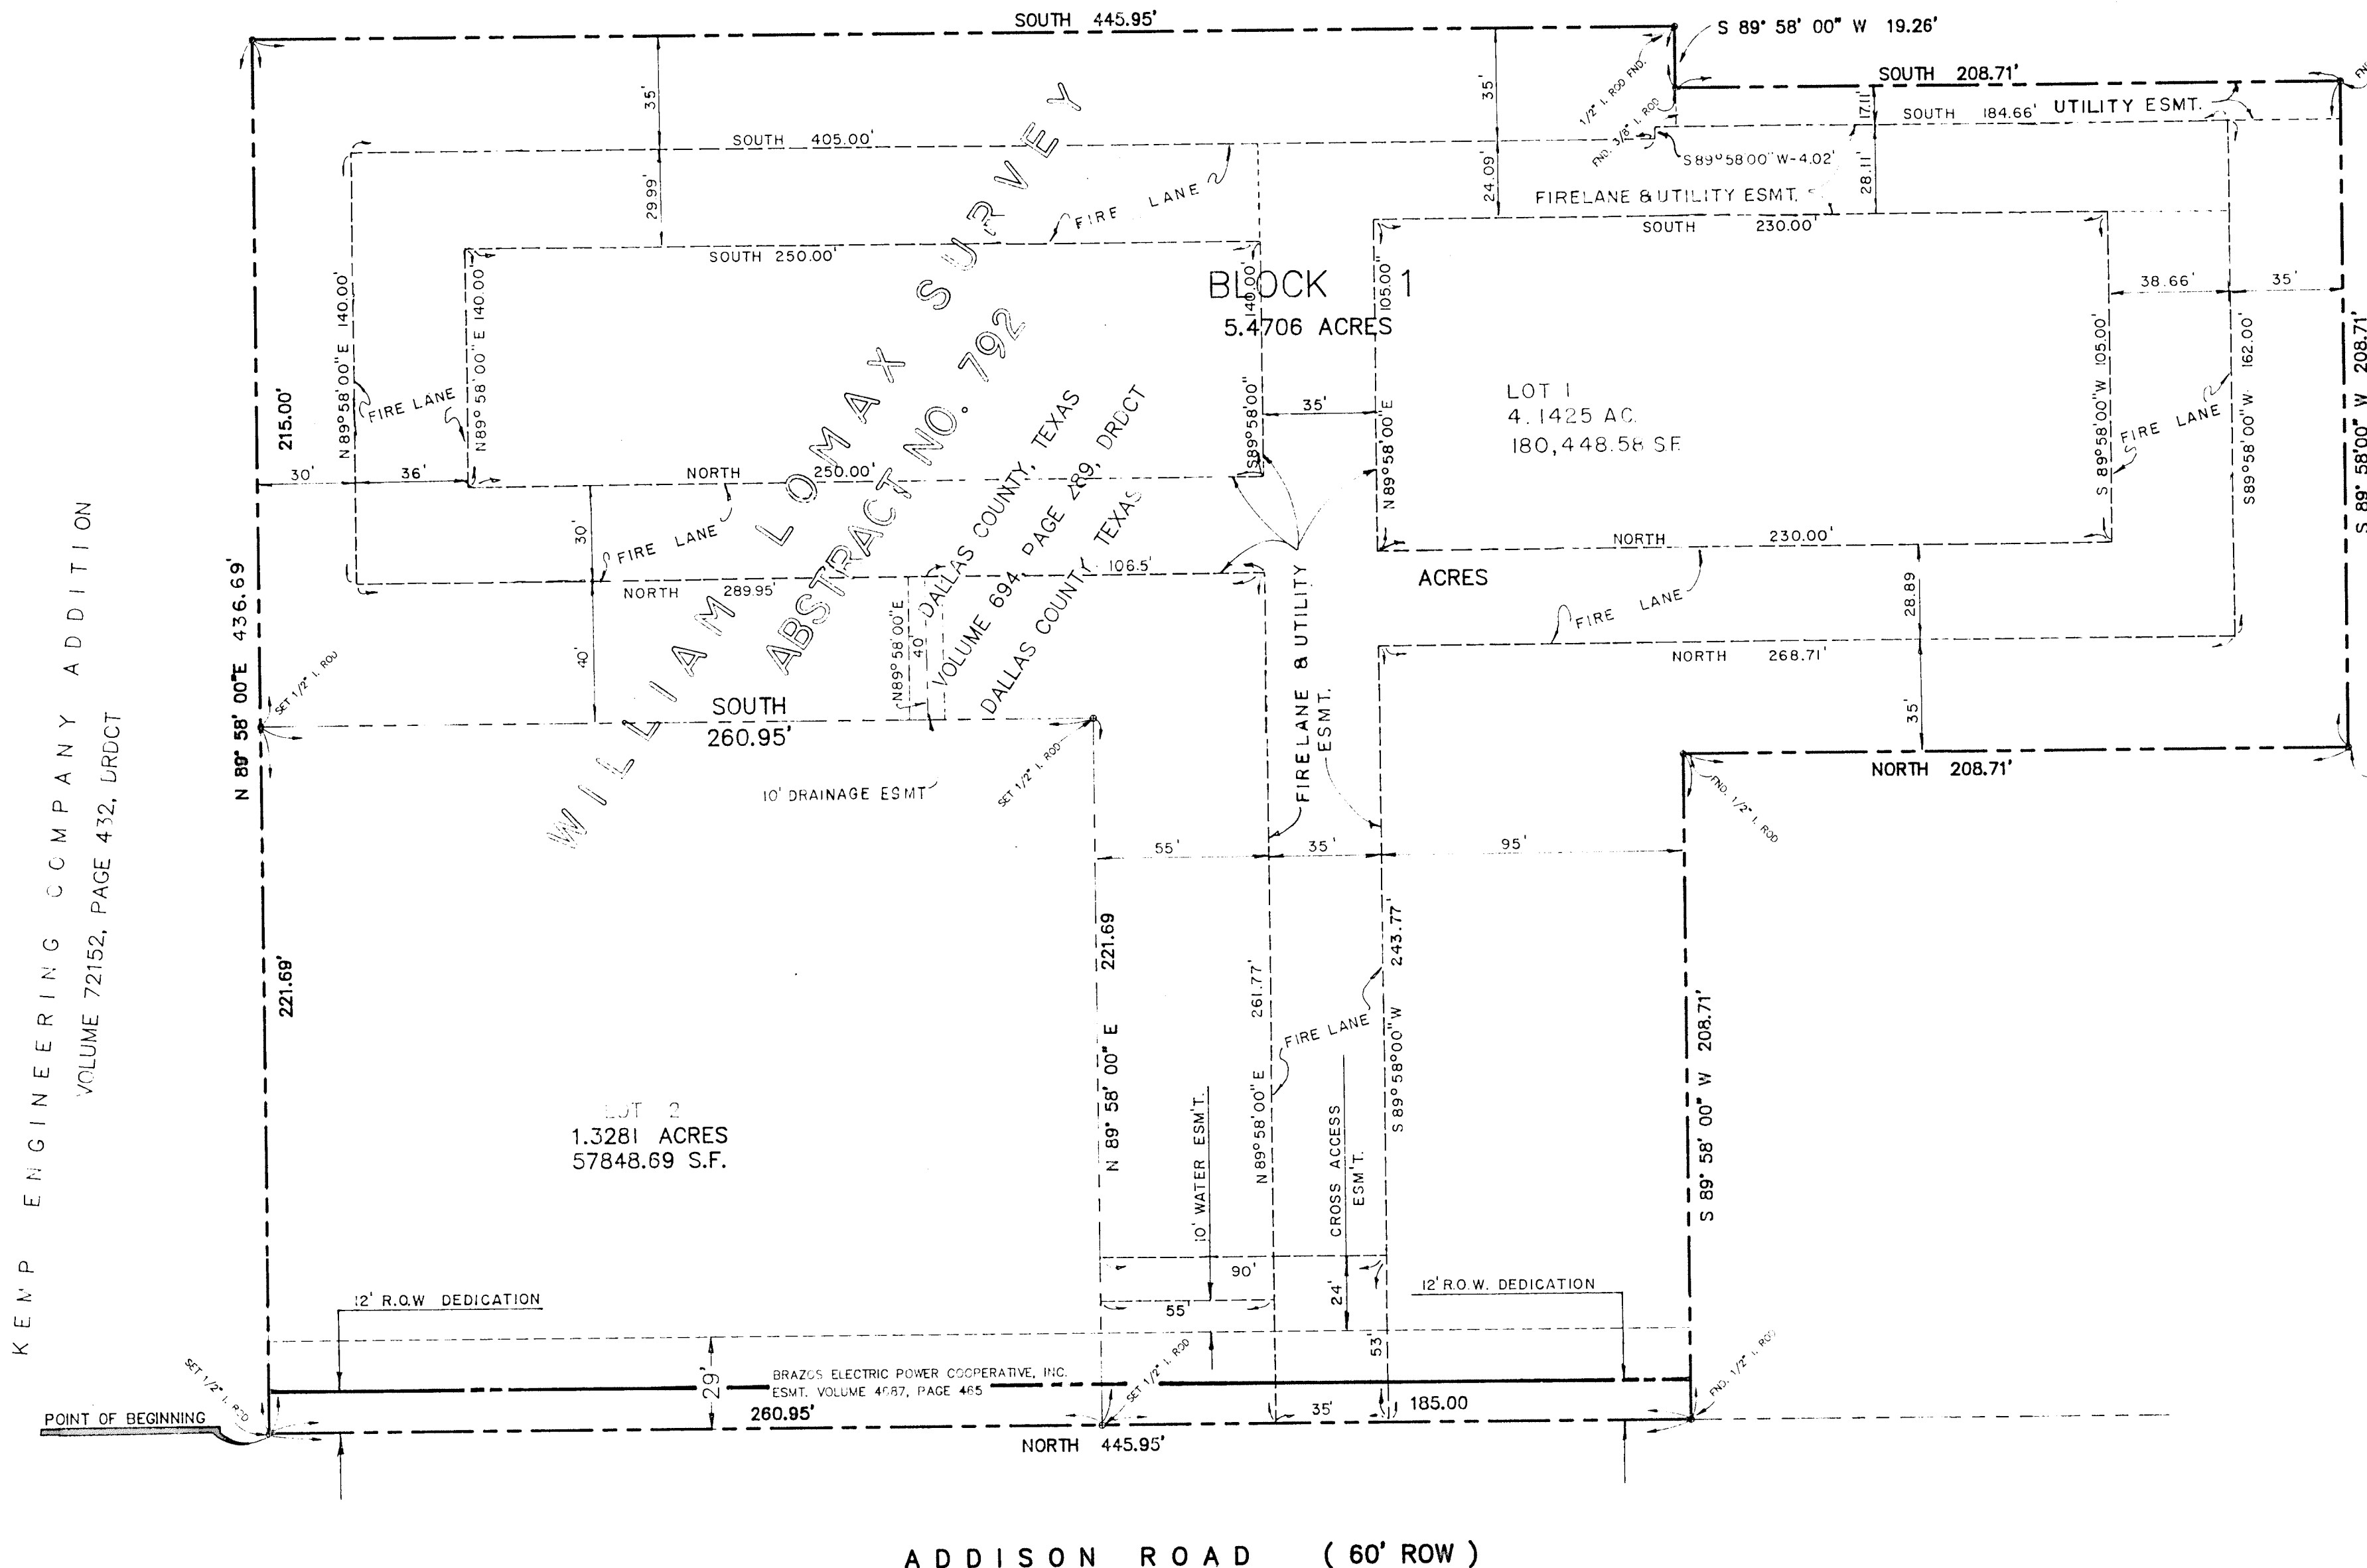 SOUTH 445.95'
S 89° 58' 00" W 19.26'
SOUTH 208.71'
1/2" I. ROD FND.
FND. 3/8" I. ROD
35'
35'
17.11'
SOUTH 184.66'
UTILITY ESMT.
SOUTH 405.00'
S89°58'00"W-4.02'
29.99'
24.09'
28.11'
FIRE LANE
FIRELANE & UTILITY ESMT.
SOUTH 250.00'
SOUTH 230.00'
BLOCK 1
5.4706 ACRES
N89°58'00"E 140.00'
N89°58'00"E 140.00'
S89°58'00"
140.00'
N89°58'00"E
105.00"
38.66'
35'
S 89°58'00"W 105.00'
S89°58'00"W 162.00'
S 89° 58'00" W 208.71'
FIRE LANE
FIRE LANE
LOT 1
4.1425 AC.
180,448.58 S.F.
215.00'
30'
36'
35'
NORTH 250.00'
WILLIAM LOMAX SURVEY
ABSTRACT NO. 792
DALLAS COUNTY, TEXAS
VOLUME 694, PAGE 289, DRDCT
DALLAS COUNTY TEXAS
30'
FIRE LANE
NORTH 230.00'
ACRES
106.5'
NORTH 289.95'
28.89
FIRE LANE
N 89° 58' 00"E 436.69'
40'
N89°58'00"E
40'
NORTH 268.71'
SET 1/2" I. ROD
SOUTH
260.95'
35'
FIRELANE & UTILITY
ESMT.
SET 1/2" I. ROD
10' DRAINAGE ESMT
NORTH 208.71'
FND. 1/2" I. ROD
55'
35'
95'
KEMP ENGINEERING COMPANY ADDITION
VOLUME 72152, PAGE 432, DRDCT
221.69'
N 89° 58' 00" E 221.69
N89°58'00"E 261.77'
S 89°58'00"W 243.77'
S 89° 58' 00" W 208.71'
FIRE LANE
LOT 2
1.3281 ACRES
57848.69 S.F.
10' WATER ESM'T.
CROSS ACCESS
ESM'T.
90'
24'
55'
53'
12' R.O.W DEDICATION
12' R.O.W. DEDICATION
29'
BRAZOS ELECTRIC POWER COOPERATIVE, INC.
ESMT. VOLUME 4687, PAGE 465
SET 1/2" I. ROD
SET 1/2" I. ROD
FND. 1/2" I. ROD
POINT OF BEGINNING
260.95'
35'
185.00
NORTH 445.95'
ADDISON ROAD (60' ROW)